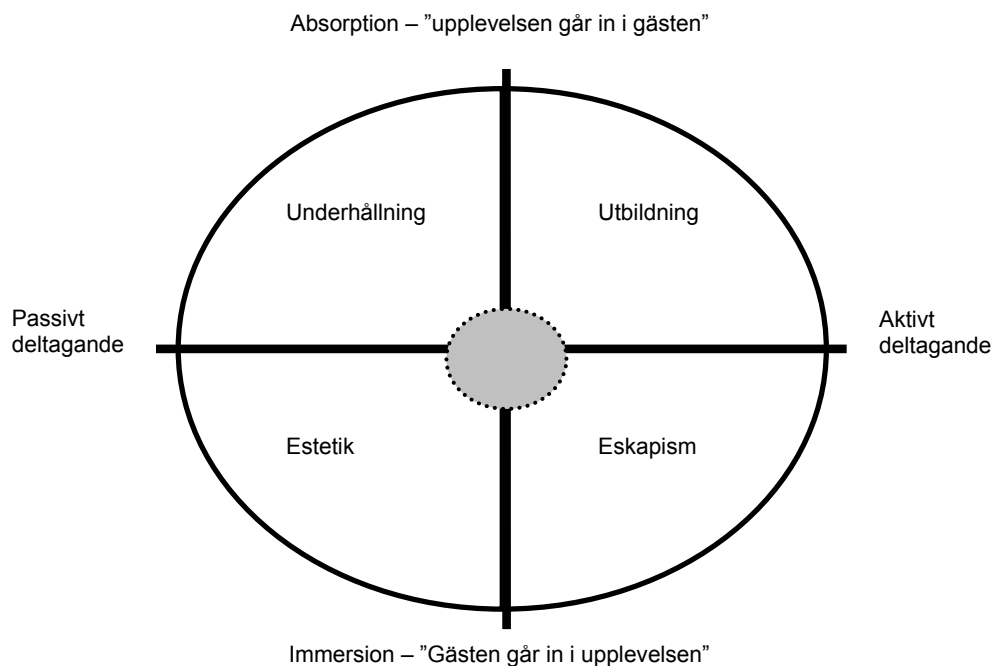 Absorption – ”upplevelsen går in i gästen”
Underhållning
Utbildning
Passivt
deltagande
Aktivt
deltagande
Estetik
Eskapism
Immersion – ”Gästen går in i upplevelsen”